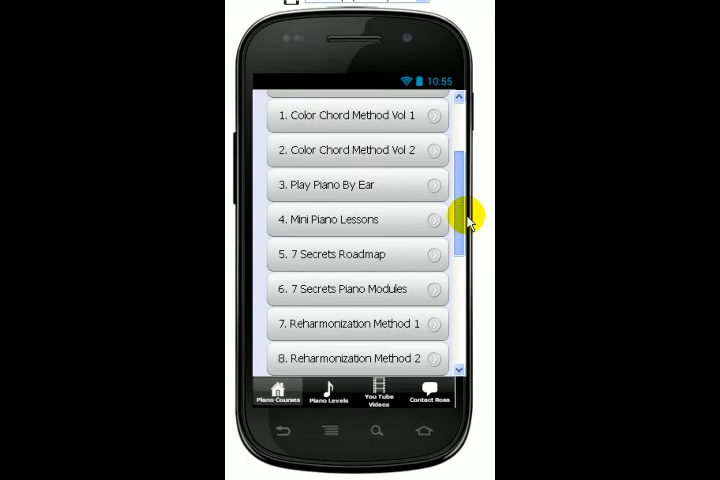 10:55
1. Color Chord Method Vol 1
2. Color Chord Method Vol 2
3. Play Piano By Ear
4. Mini Piano Lessons
5. 7 Secrets Roadmap
6. 7 Secrets Piano Modules
7. Reharmonization Method 1
8. Reharmonization Method 2
Piano Courses
Piano Levels
You Tube
Videos
Contact Rosa